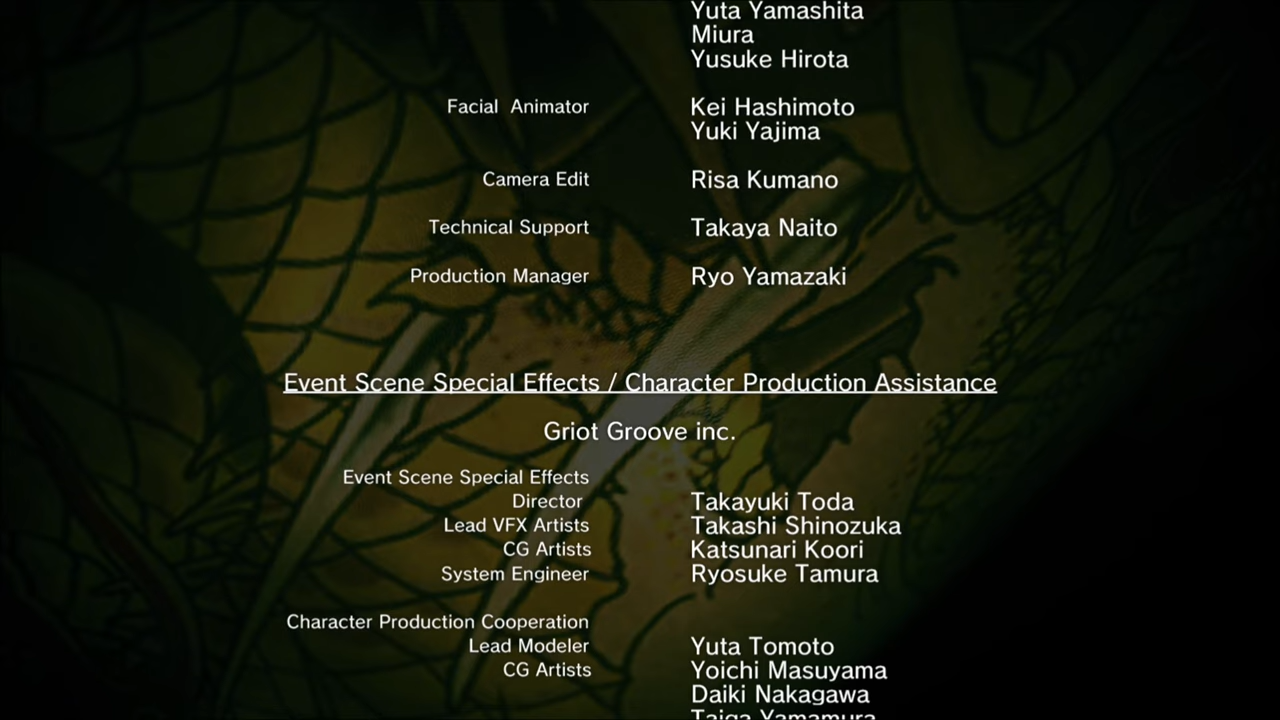 Yuta Yamashita
Miura
Yusuke Hirota
Facial Animator Kei Hashimoto
Yuki Yajima
Camera Edit Risa Kumano
Technical Support Takaya Naito
Production Manager Ryo Yamazaki
Event Scene Special Effects / Character Production Assistance
Griot Groove inc.
Event Scene Special Effects
Director Takayuki Toda
Lead VFX Artists Takashi Shinozuka
CG Artists Katsunari Koori
System Engineer Ryosuke Tamura
Character Production Cooperation
Lead Modeler Yuta Tomoto
CG Artists Yoichi Masuyama
Daiki Nakagawa
Taiga Yamamura